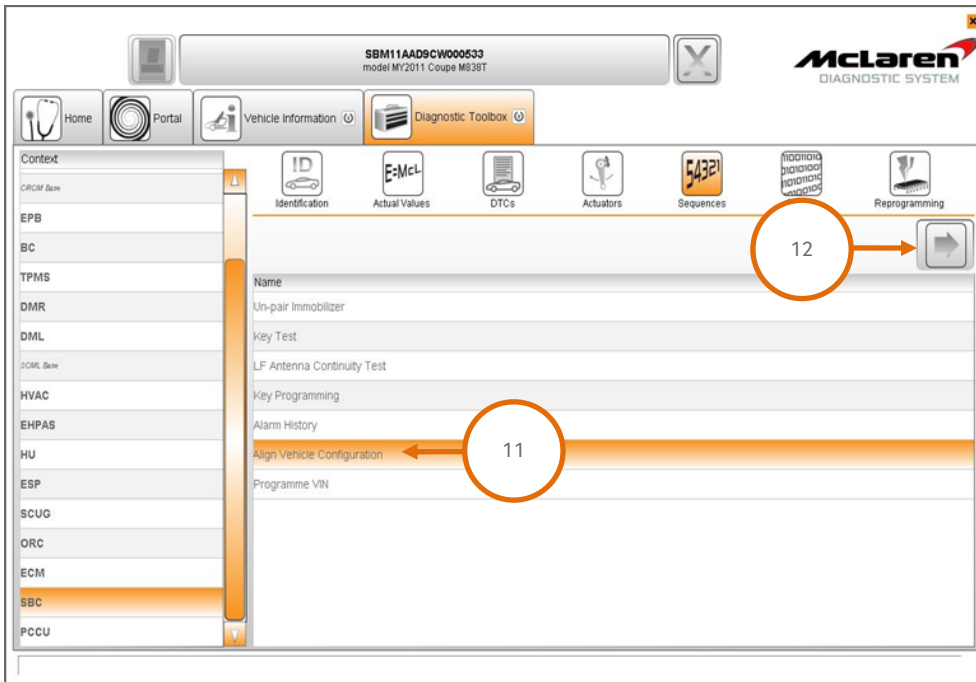 SBM11AAD9CW000533
model MY2011 Coupe M838T
McLaren
DIAGNOSTIC SYSTEM
Home
Portal
Vehicle Information
Diagnostic Toolbox
Context
CRCM Base
EPB
BC
TPMS
DMR
DML
SCML Base
HVAC
EHPAS
HU
ESP
SCUG
ORC
ECM
SBC
PCCU
ID
E=McL
54321
Identification
Actual Values
DTCs
Actuators
Sequences
Reprogramming
12
Name
Un-pair Immobilizer
Key Test
LF Antenna Continuity Test
Key Programming
Alarm History
Align Vehicle Configuration
11
Programme VIN